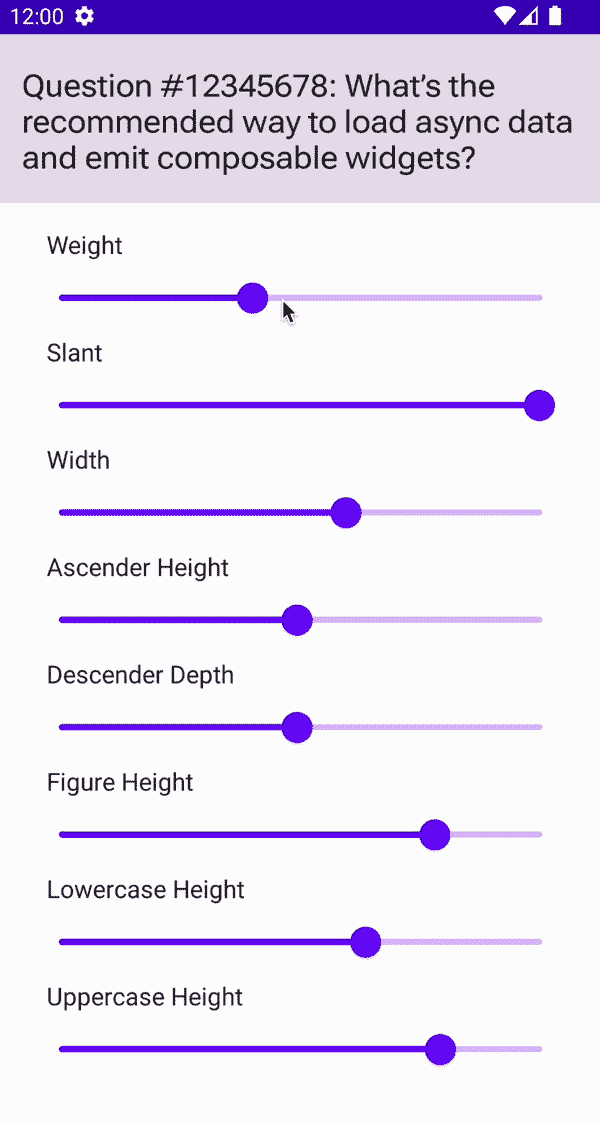 12:00
Question #12345678: What’s the
recommended way to load async data
and emit composable widgets?
Weight
Slant
Width
Ascender Height
Descender Depth
Figure Height
Lowercase Height
Uppercase Height